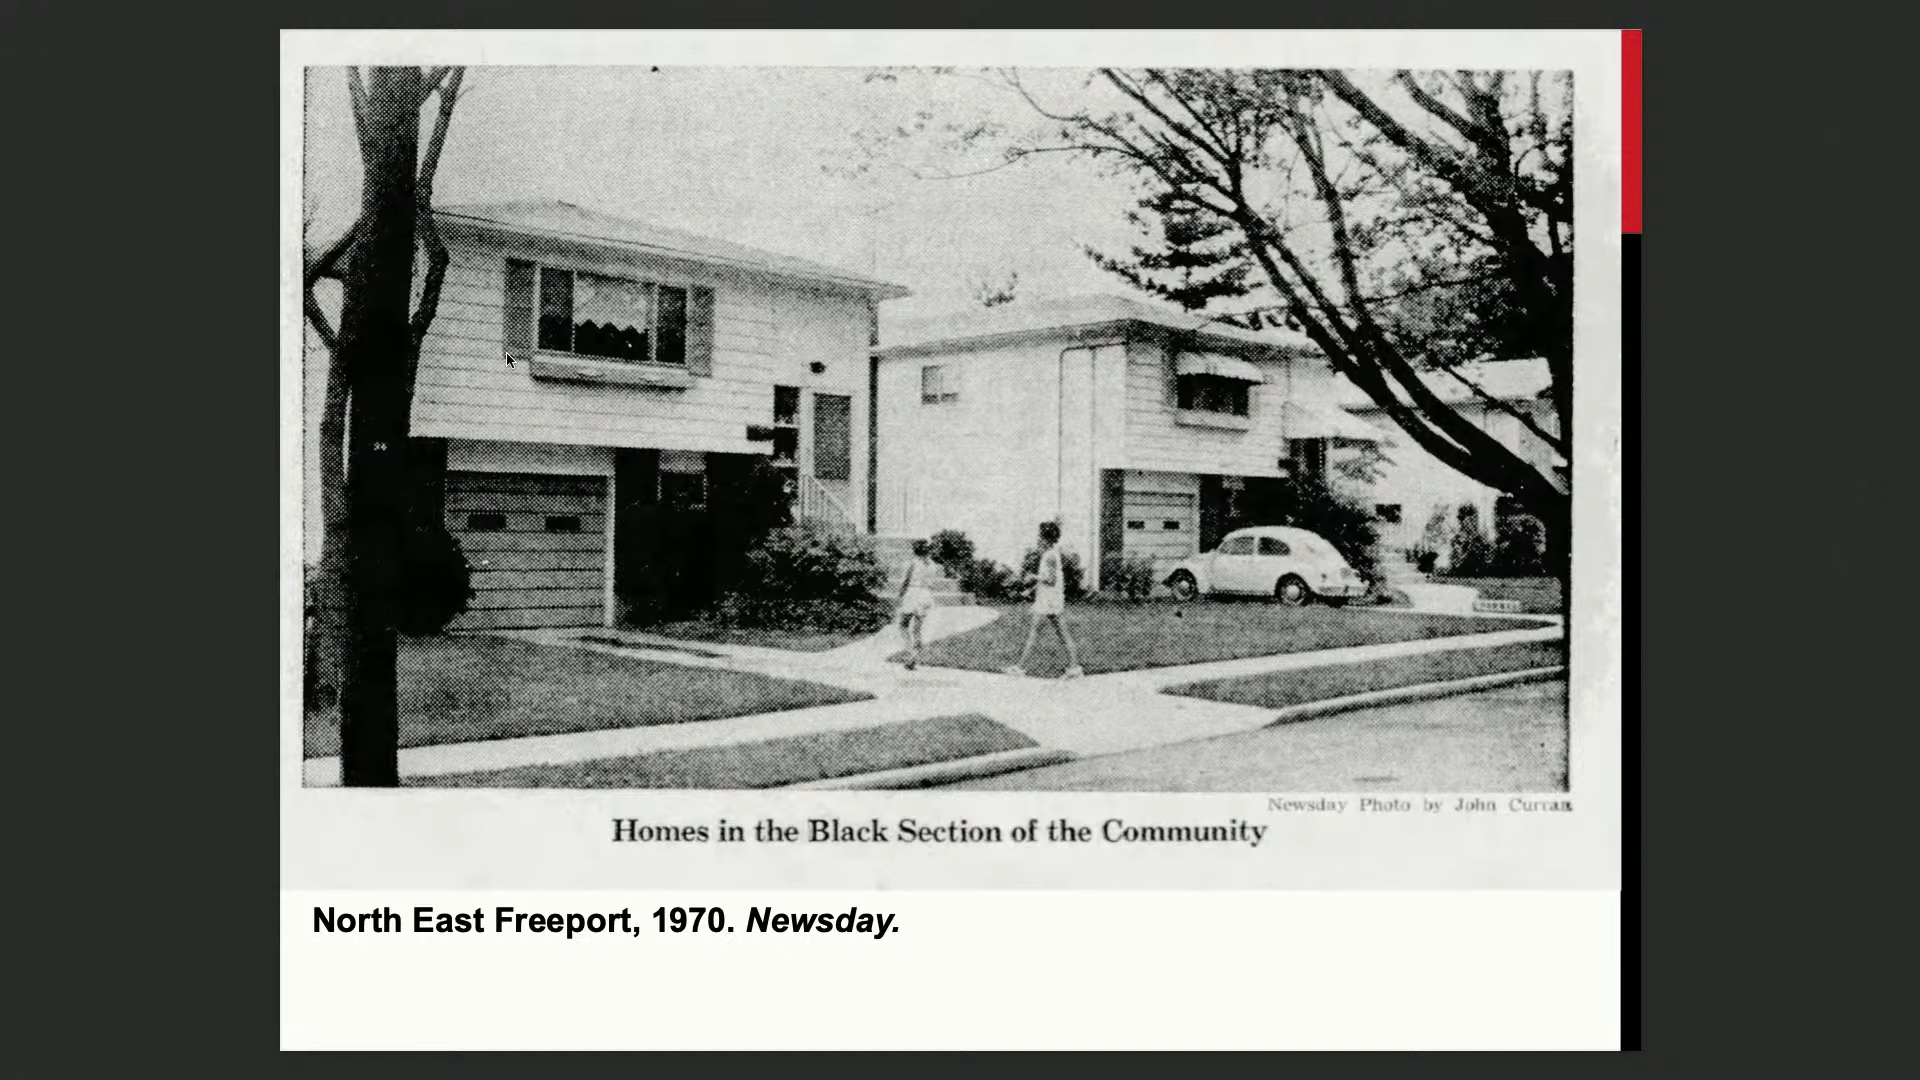 Newsday Photo by John Curran
Homes in the Black Section of the Community
North East Freeport, 1970. Newsday.